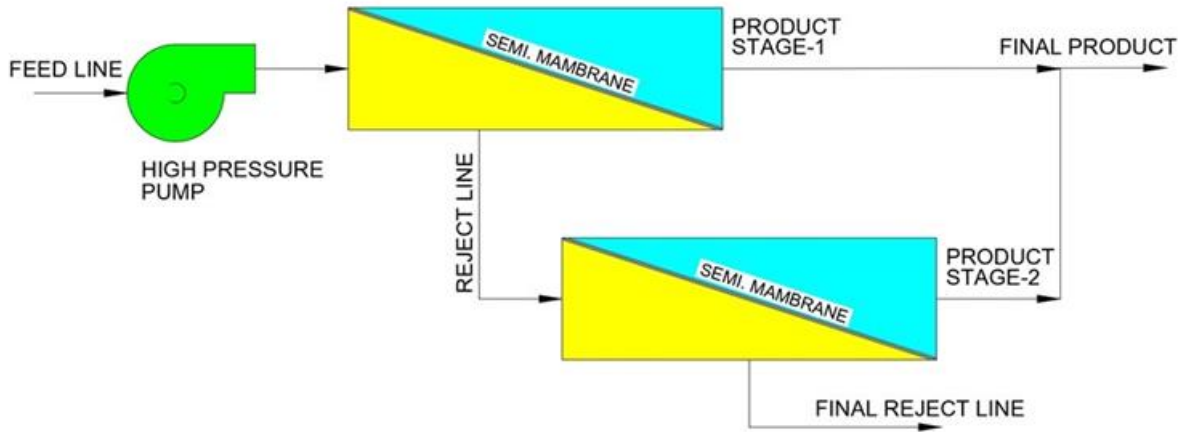 FEED LINE
HIGH PRESSURE
PUMP
SEMI. MAMBRANE
PRODUCT
STAGE-1
FINAL PRODUCT
REJECT LINE
SEMI. MAMBRANE
PRODUCT
STAGE-2
FINAL REJECT LINE